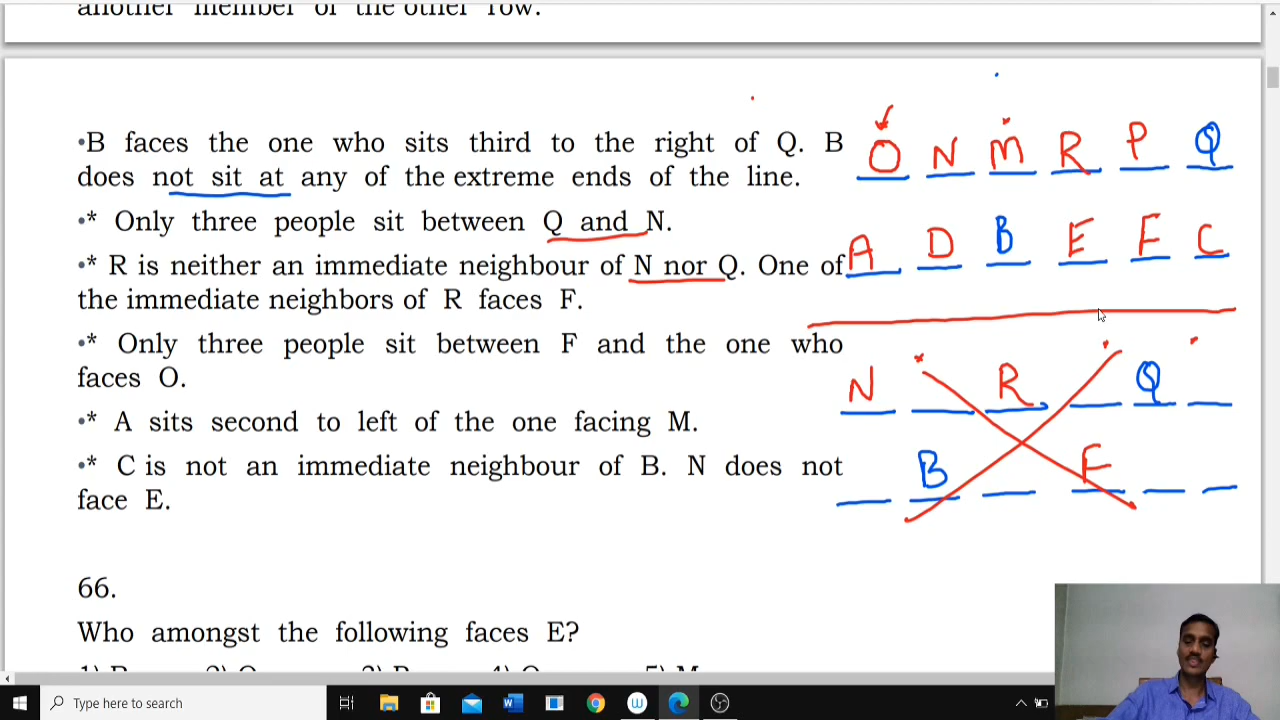 another member of the other row.
•B faces the one who sits third to the right of Q. B
does not sit at any of the extreme ends of the line.
•* Only three people sit between Q and N.
•* R is neither an immediate neighbour of N nor Q. One of
the immediate neighbors of R faces F.
•* Only three people sit between F and the one who
faces O.
•* A sits second to left of the one facing M.
•* C is not an immediate neighbour of B. N does not
face E.
66.
Who amongst the following faces E?
O N M R P Q
A D B E F C
N R Q
B F
Type here to search